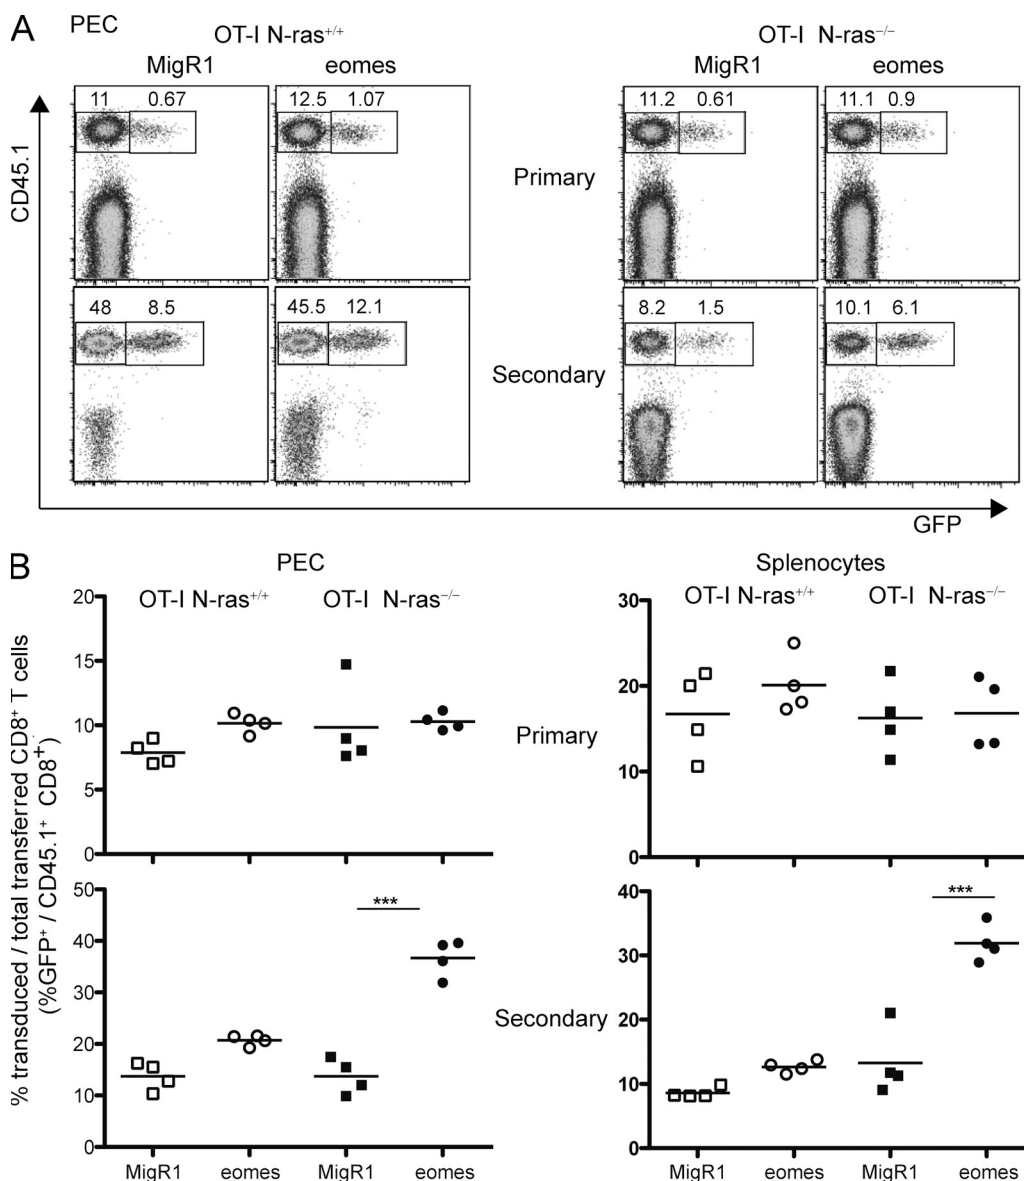 A PEC
OT-I N-ras+/+ OT-I N-ras−/−
MigR1 eomes MigR1 eomes
11 0.67 12.5 1.07 11.2 0.61 11.1 0.9
CD45.1
Primary
48 8.5 45.5 12.1 8.2 1.5 10.1 6.1
Secondary
GFP
B PEC Splenocytes
% transduced / total transferred CD8+ T cells
(%GFP+ / CD45.1+ CD8+)
OT-I N-ras+/+ OT-I N-ras−/− OT-I N-ras+/+ OT-I N-ras−/−
20 30
15
20
10
Primary
10
5
0 0
50 40
*** ***
40
30
30
20
20
Secondary
10
10
0 0
MigR1 eomes MigR1 eomes MigR1 eomes MigR1 eomes